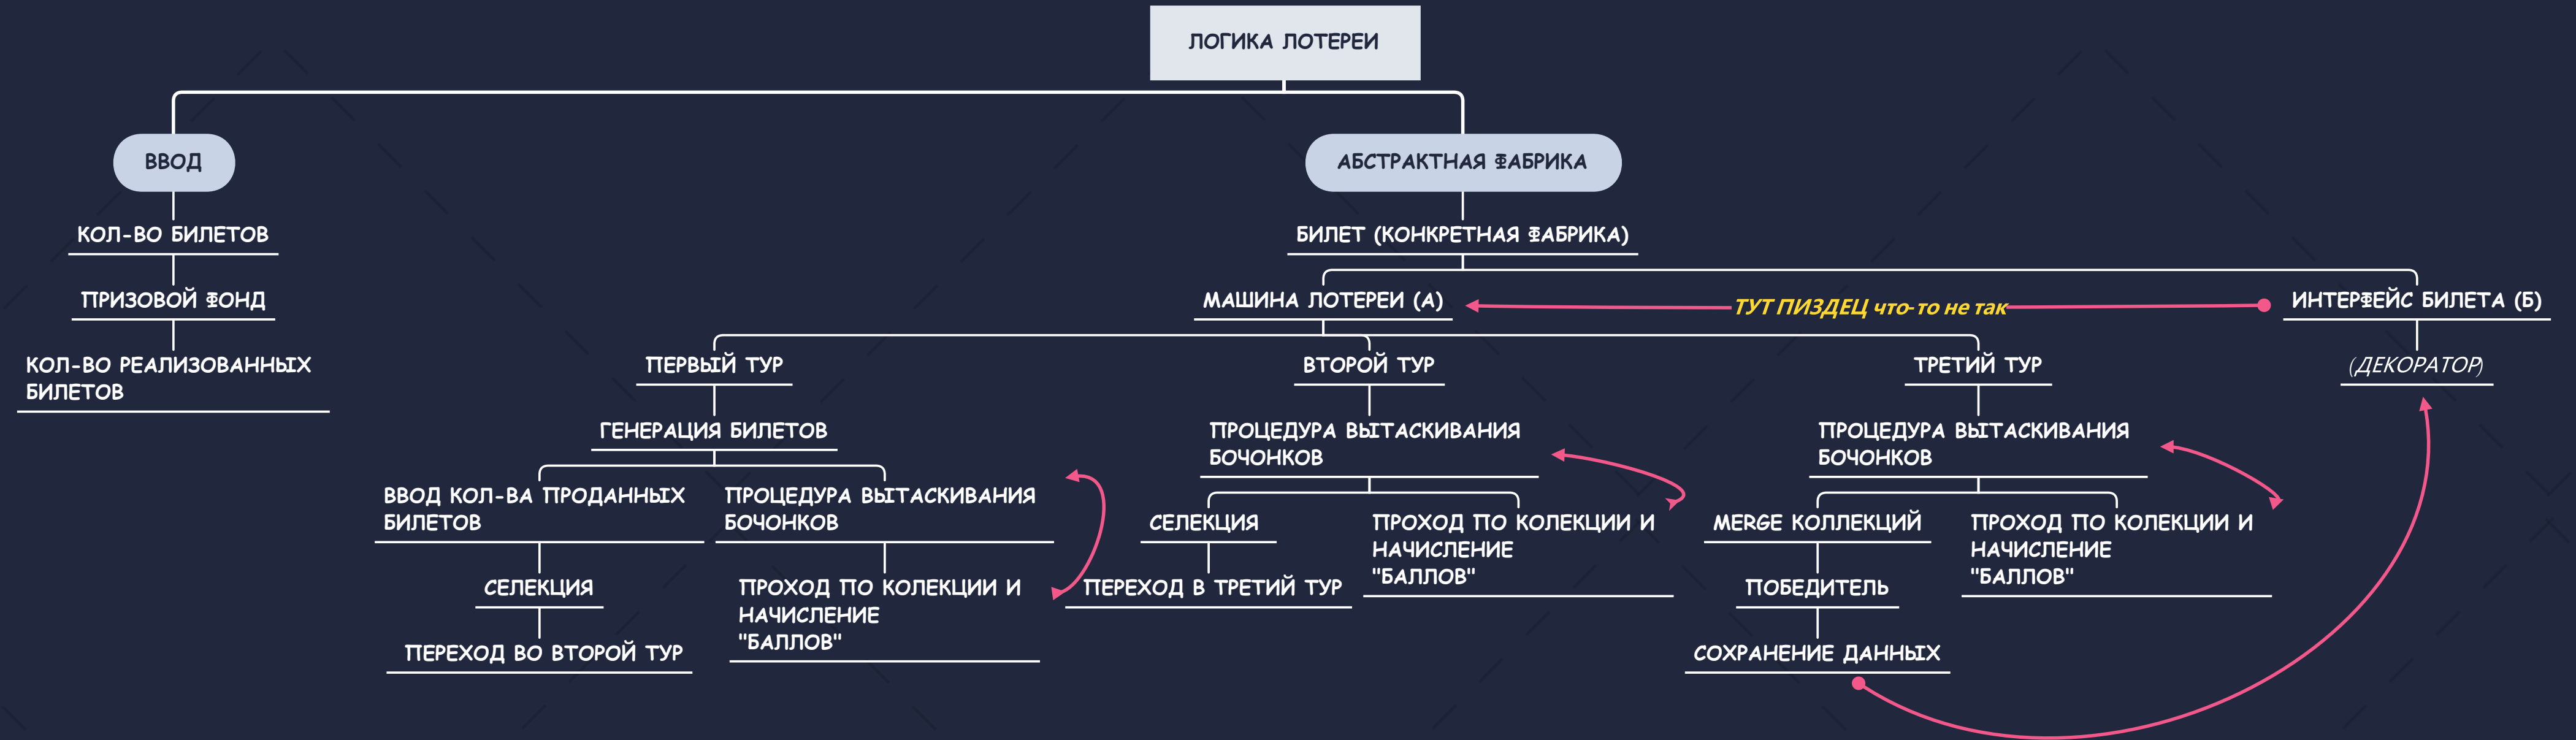 ЛОГИКА ЛОТЕРЕИ
ВВОД
АБСТРАКТНАЯ ФАБРИКА
КОЛ-ВО БИЛЕТОВ
БИЛЕТ (КОНКРЕТНАЯ ФАБРИКА)
ПРИЗОВОЙ ФОНД
МАШИНА ЛОТЕРЕИ (А)
ТУТ ПИЗДЕЦ что-то не так
ИНТЕРФЕЙС БИЛЕТА (Б)
КОЛ-ВО РЕАЛИЗОВАННЫХ
БИЛЕТОВ
ПЕРВЫЙ ТУР
ВТОРОЙ ТУР
ТРЕТИЙ ТУР
(ДЕКОРАТОР)
ГЕНЕРАЦИЯ БИЛЕТОВ
ПРОЦЕДУРА ВЫТАСКИВАНИЯ
БОЧОНКОВ
ПРОЦЕДУРА ВЫТАСКИВАНИЯ
БОЧОНКОВ
ВВОД КОЛ-ВА ПРОДАННЫХ
БИЛЕТОВ
ПРОЦЕДУРА ВЫТАСКИВАНИЯ
БОЧОНКОВ
СЕЛЕКЦИЯ
ПРОХОД ПО КОЛЕКЦИИ И
НАЧИСЛЕНИЕ
"БАЛЛОВ"
MERGE КОЛЛЕКЦИЙ
ПРОХОД ПО КОЛЕКЦИИ И
НАЧИСЛЕНИЕ
"БАЛЛОВ"
СЕЛЕКЦИЯ
ПРОХОД ПО КОЛЕКЦИИ И
НАЧИСЛЕНИЕ
"БАЛЛОВ"
ПЕРЕХОД В ТРЕТИЙ ТУР
ПОБЕДИТЕЛЬ
ПЕРЕХОД ВО ВТОРОЙ ТУР
СОХРАНЕНИЕ ДАННЫХ